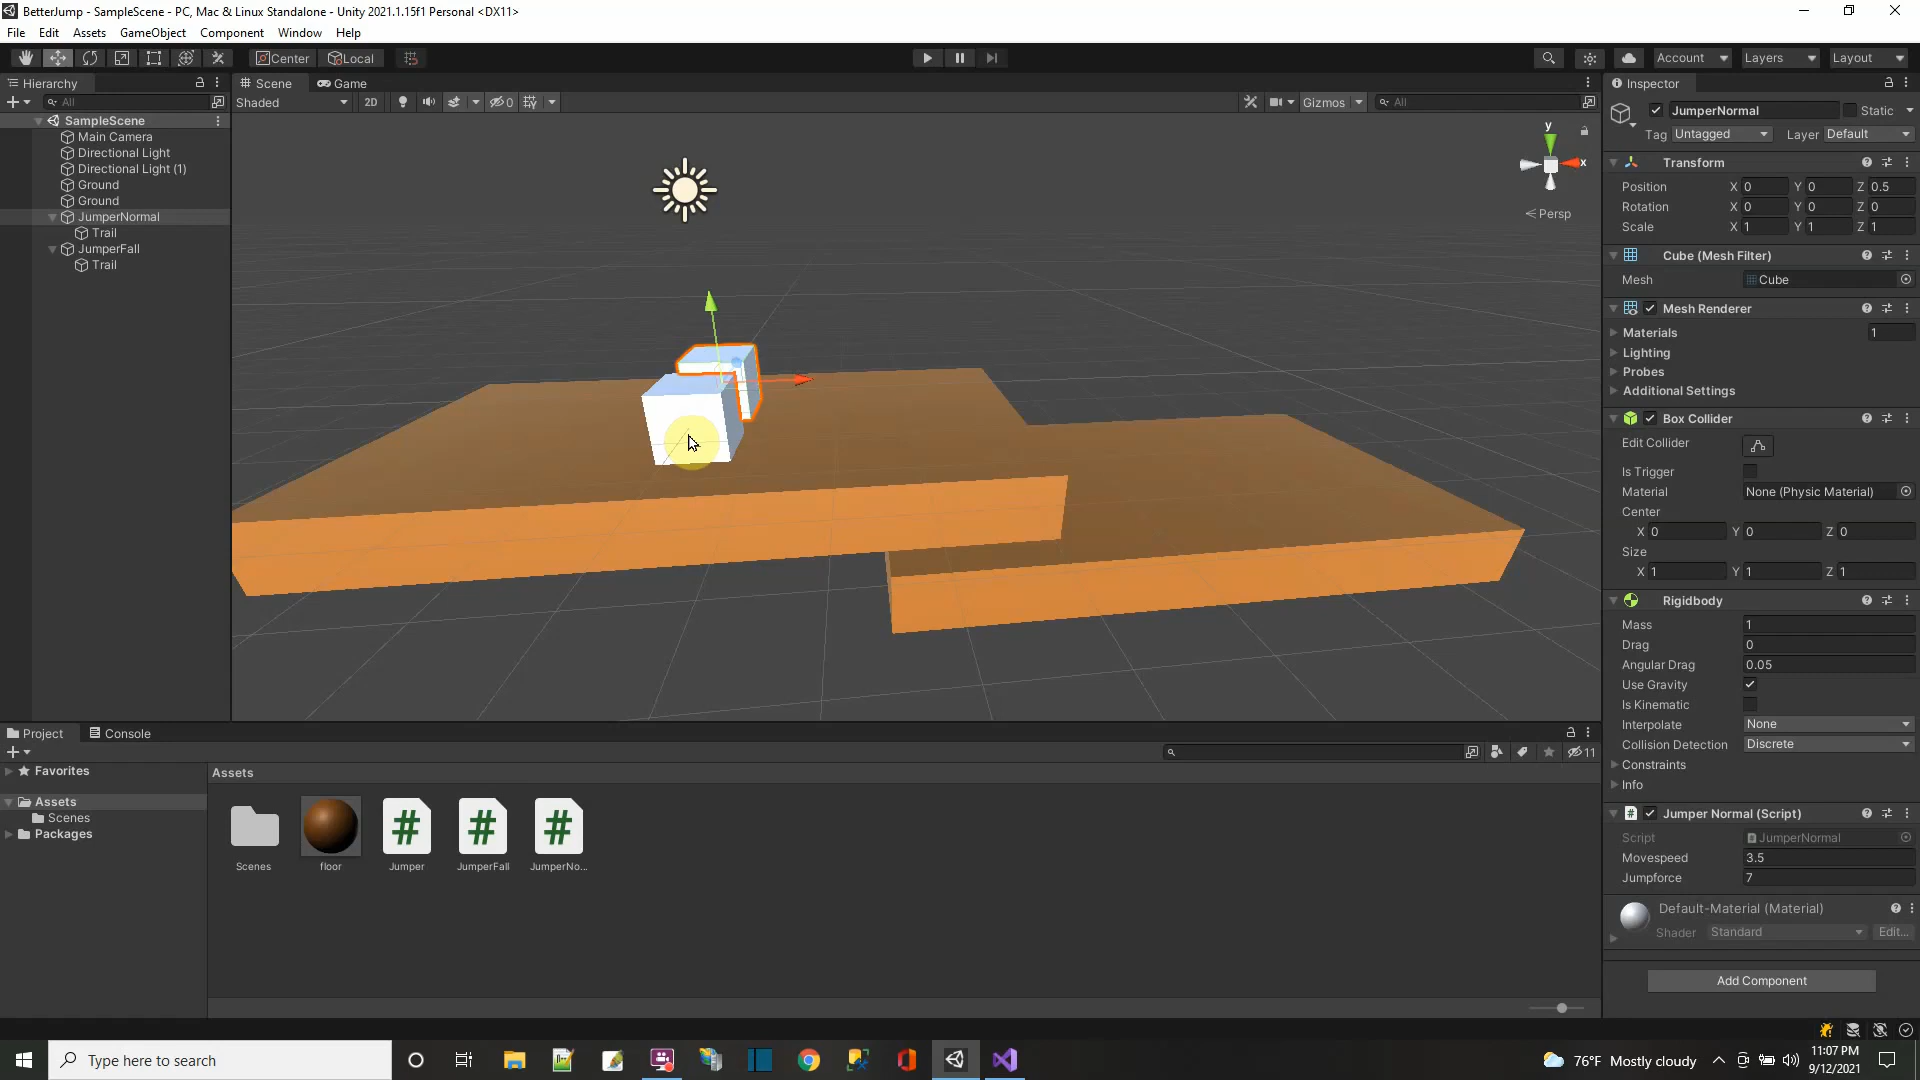 BetterJump - SampleScene - PC, Mac & Linux Standalone - Unity 2021.1.15f1 Personal <DX11>
File Edit Assets GameObject Component Window Help
Center Local Account Layers Layout
Hierarchy
All
SampleScene
Main Camera
Directional Light
Directional Light (1)
Ground
Ground
JumperNormal
Trail
JumperFall
Trail
Scene Game
Shaded 2D 0 Gizmos All
y
x
Persp
Inspector
JumperNormal Static
Tag Untagged Layer Default
Transform
Position X 0 Y 0 Z 0.5
Rotation X 0 Y 0 Z 0
Scale X 1 Y 1 Z 1
Cube (Mesh Filter)
Mesh Cube
Mesh Renderer
Materials 1
Lighting
Probes
Additional Settings
Box Collider
Edit Collider
Is Trigger
Material None (Physic Material)
Center
X 0 Y 0 Z 0
Size
X 1 Y 1 Z 1
Rigidbody
Mass 1
Drag 0
Angular Drag 0.05
Use Gravity
Is Kinematic
Interpolate None
Collision Detection Discrete
Constraints
Info
Jumper Normal (Script)
Script JumperNormal
Movespeed 3.5
Jumpforce 7
Default-Material (Material)
Shader Standard Edit...
Add Component
Project Console
11
Favorites
Assets
Scenes
Packages
Assets
Scenes floor Jumper JumperFall JumperNo...
Type here to search
76°F Mostly cloudy
11:07 PM
9/12/2021